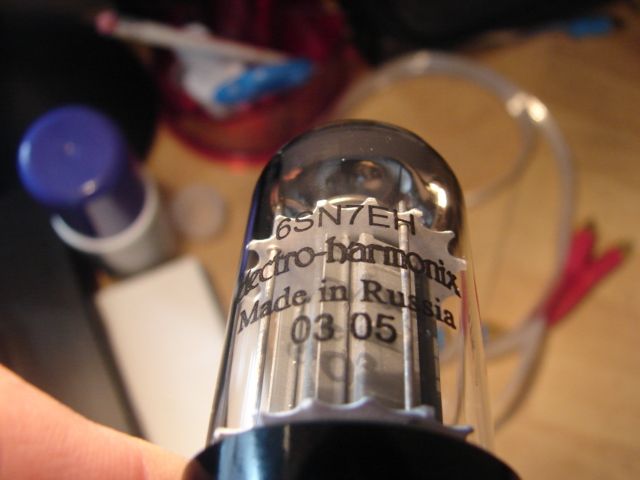 6SN7EH
electro-harmonix
Made in Russia
03 05